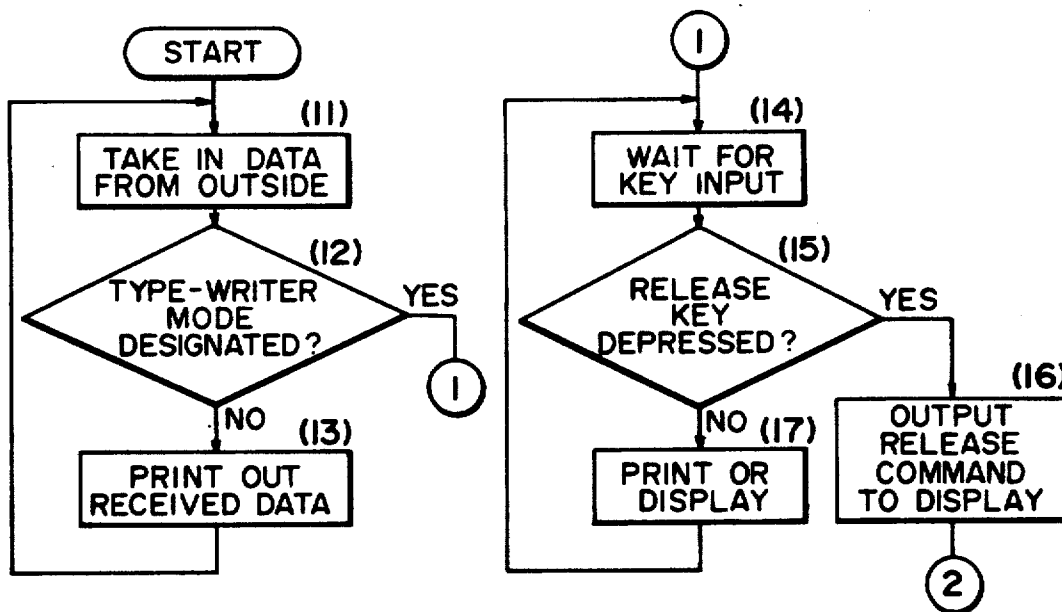 START
(11)
TAKE IN DATA
FROM OUTSIDE
(12)
TYPE-WRITER
MODE
DESIGNATED?
YES
1
NO
(13)
PRINT OUT
RECEIVED DATA
1
(14)
WAIT FOR
KEY INPUT
(15)
RELEASE
KEY
DEPRESSED?
YES
(16)
OUTPUT
RELEASE
COMMAND
TO DISPLAY
2
NO
(17)
PRINT OR
DISPLAY